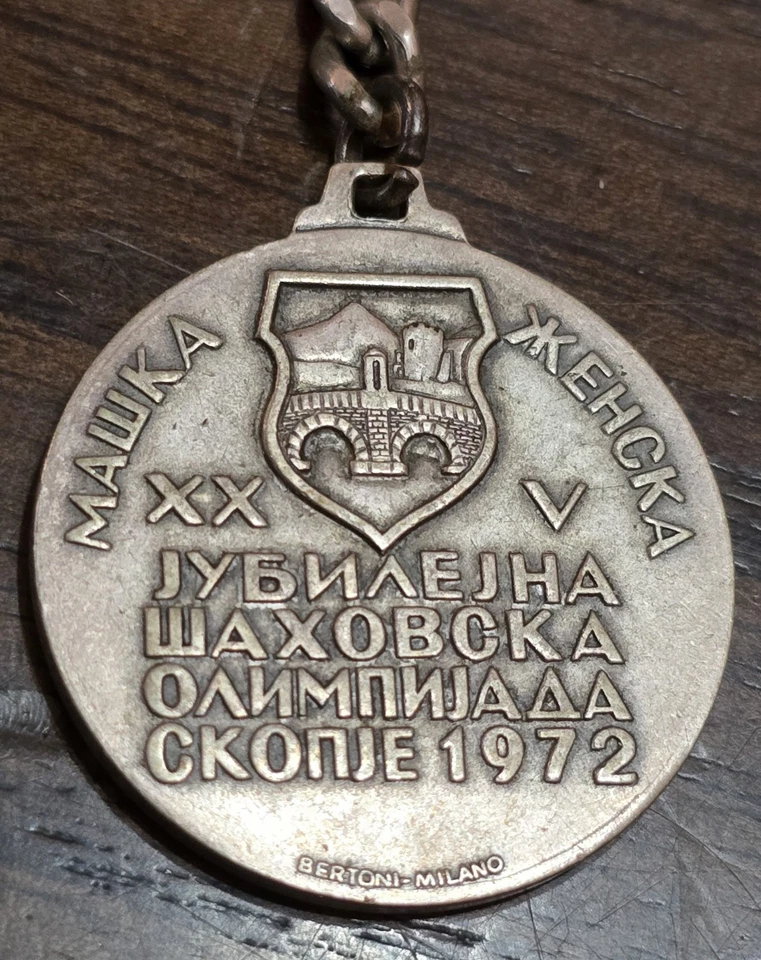 МАШКА
ЖЕНСКА
XX
V
ЈУБИЛЕЈНА
ШАХОВСКА
ОЛИМПИЈАДА
СКОПЈЕ 1972
BERTONI-MILANO